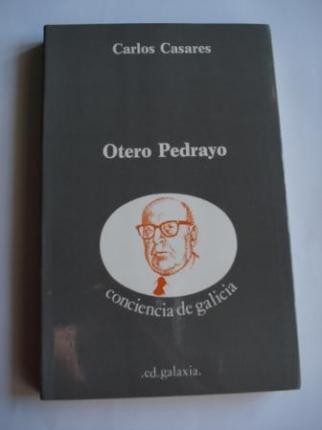 Carlos Casares
Otero Pedrayo
conciencia de galicia
.ed.galaxia.